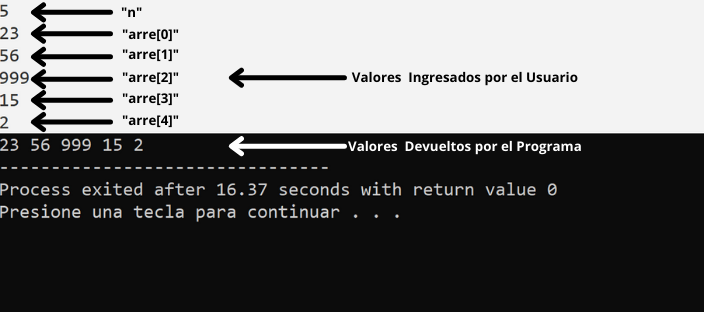 5 "n"
23 "arre[0]"
56 "arre[1]"
999 "arre[2]" Valores Ingresados por el Usuario
15 "arre[3]"
2 "arre[4]"
23 56 999 15 2 Valores Devueltos por el Programa
--------------------------------
Process exited after 16.37 seconds with return value 0
Presione una tecla para continuar . . .